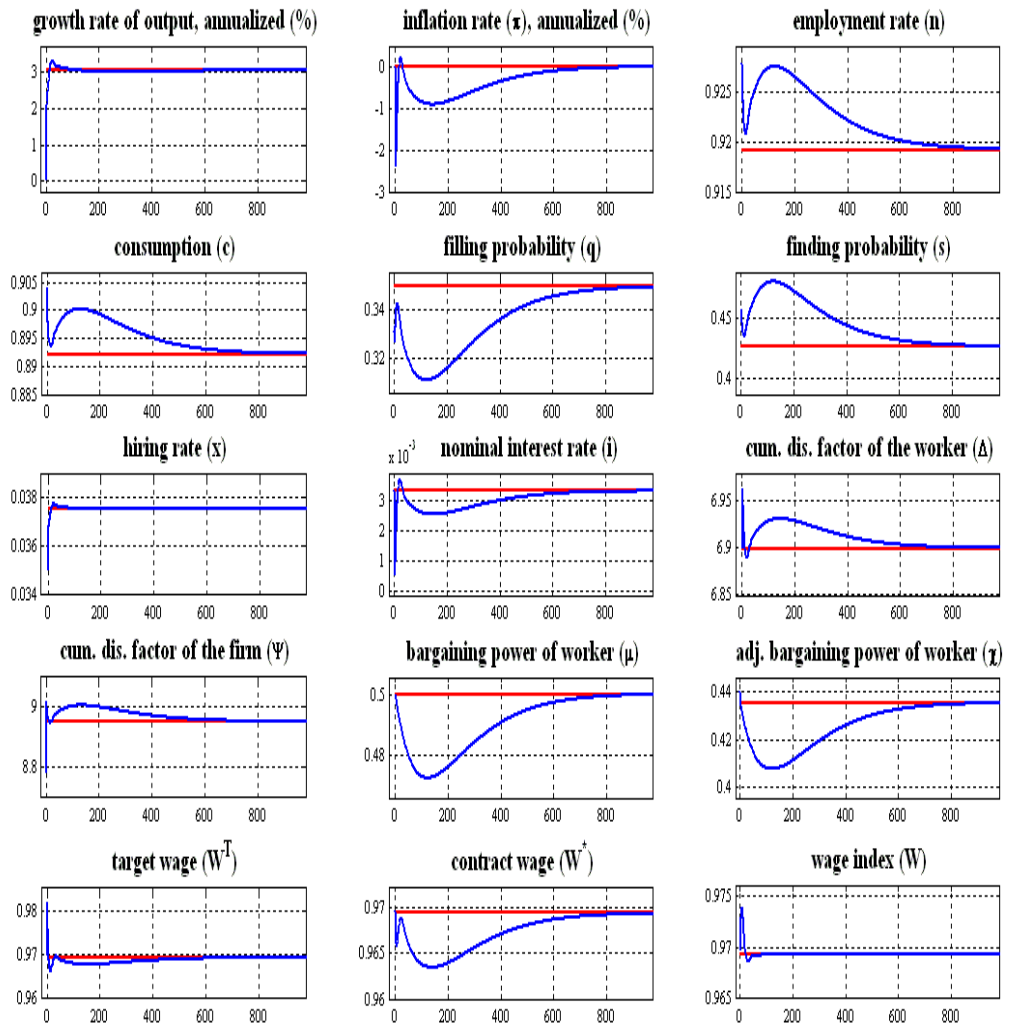 growth rate of output, annualized (%)
inflation rate (π), annualized (%)
employment rate (n)
3
2
1
0
0 200 400 600 800
0
-1
-2
-3
0 200 400 600 800
0.925
0.92
0.915
0 200 400 600 800
consumption (c)
filling probability (q)
finding probability (s)
0.905
0.9
0.895
0.89
0.885
0 200 400 600 800
0.34
0.32
0 200 400 600 800
0.45
0.4
0 200 400 600 800
hiring rate (x)
nominal interest rate (i)
cum. dis. factor of the worker (Δ)
0.038
0.036
0.034
0 200 400 600 800
x 10⁻³
3
2
1
0
0 200 400 600 800
6.95
6.9
6.85
0 200 400 600 800
cum. dis. factor of the firm (Ψ)
bargaining power of worker (μ)
adj. bargaining power of worker (χ)
9
8.8
0 200 400 600 800
0.5
0.48
0 200 400 600 800
0.44
0.42
0.4
0 200 400 600 800
target wage (Wᵀ)
contract wage (W*)
wage index (W)
0.98
0.97
0.96
0 200 400 600 800
0.97
0.965
0.96
0 200 400 600 800
0.975
0.97
0.965
0 200 400 600 800